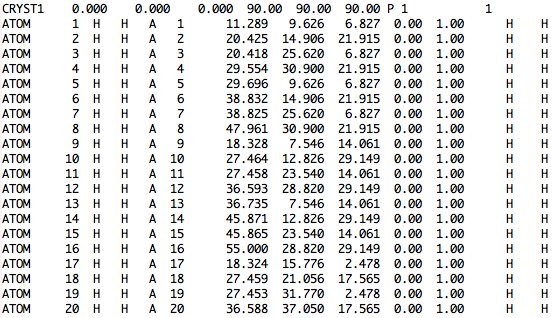 CRYST1    0.000    0.000    0.000  90.00  90.00  90.00 P 1           1
ATOM      1  H   H   A   1      11.289   9.626   6.827  0.00  1.00      H   H
ATOM      2  H   H   A   2      20.425  14.906  21.915  0.00  1.00      H   H
ATOM      3  H   H   A   3      20.418  25.620   6.827  0.00  1.00      H   H
ATOM      4  H   H   A   4      29.554  30.900  21.915  0.00  1.00      H   H
ATOM      5  H   H   A   5      29.696   9.626   6.827  0.00  1.00      H   H
ATOM      6  H   H   A   6      38.832  14.906  21.915  0.00  1.00      H   H
ATOM      7  H   H   A   7      38.825  25.620   6.827  0.00  1.00      H   H
ATOM      8  H   H   A   8      47.961  30.900  21.915  0.00  1.00      H   H
ATOM      9  H   H   A   9      18.328   7.546  14.061  0.00  1.00      H   H
ATOM     10  H   H   A  10      27.464  12.826  29.149  0.00  1.00      H   H
ATOM     11  H   H   A  11      27.458  23.540  14.061  0.00  1.00      H   H
ATOM     12  H   H   A  12      36.593  28.820  29.149  0.00  1.00      H   H
ATOM     13  H   H   A  13      36.735   7.546  14.061  0.00  1.00      H   H
ATOM     14  H   H   A  14      45.871  12.826  29.149  0.00  1.00      H   H
ATOM     15  H   H   A  15      45.865  23.540  14.061  0.00  1.00      H   H
ATOM     16  H   H   A  16      55.000  28.820  29.149  0.00  1.00      H   H
ATOM     17  H   H   A  17      18.324  15.776   2.478  0.00  1.00      H   H
ATOM     18  H   H   A  18      27.459  21.056  17.565  0.00  1.00      H   H
ATOM     19  H   H   A  19      27.453  31.770   2.478  0.00  1.00      H   H
ATOM     20  H   H   A  20      36.588  37.050  17.565  0.00  1.00      H   H